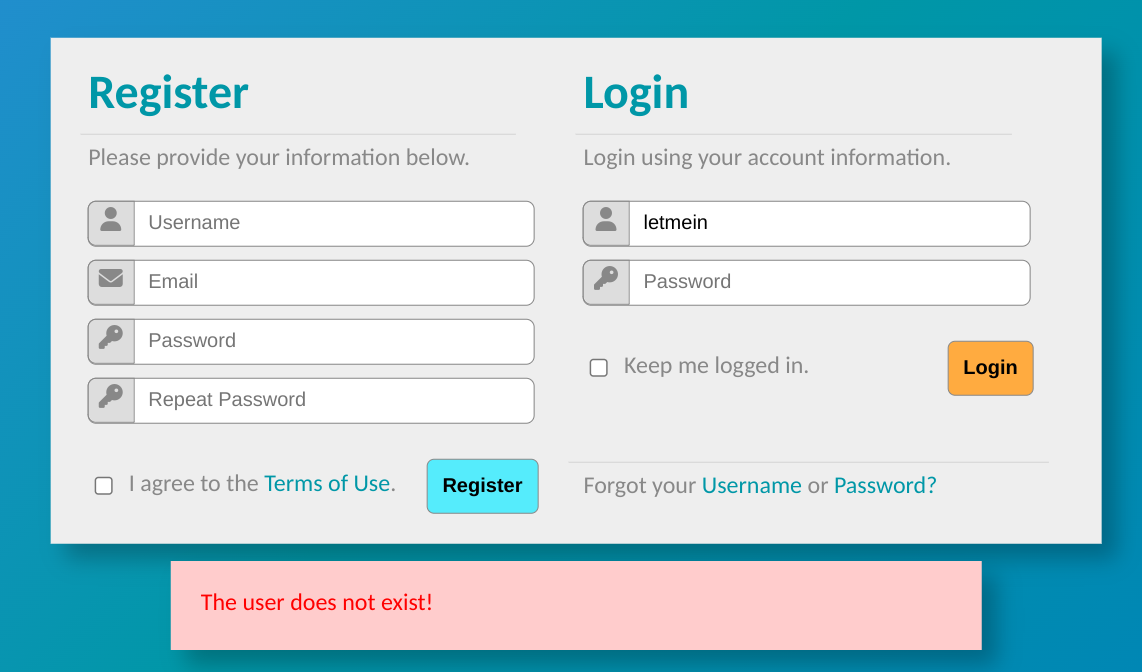 Register
Please provide your information below.
Username
Email
Password
Repeat Password
I agree to the Terms of Use.
Register
Login
Login using your account information.
letmein
Password
Keep me logged in.
Login
Forgot your Username or Password?
The user does not exist!